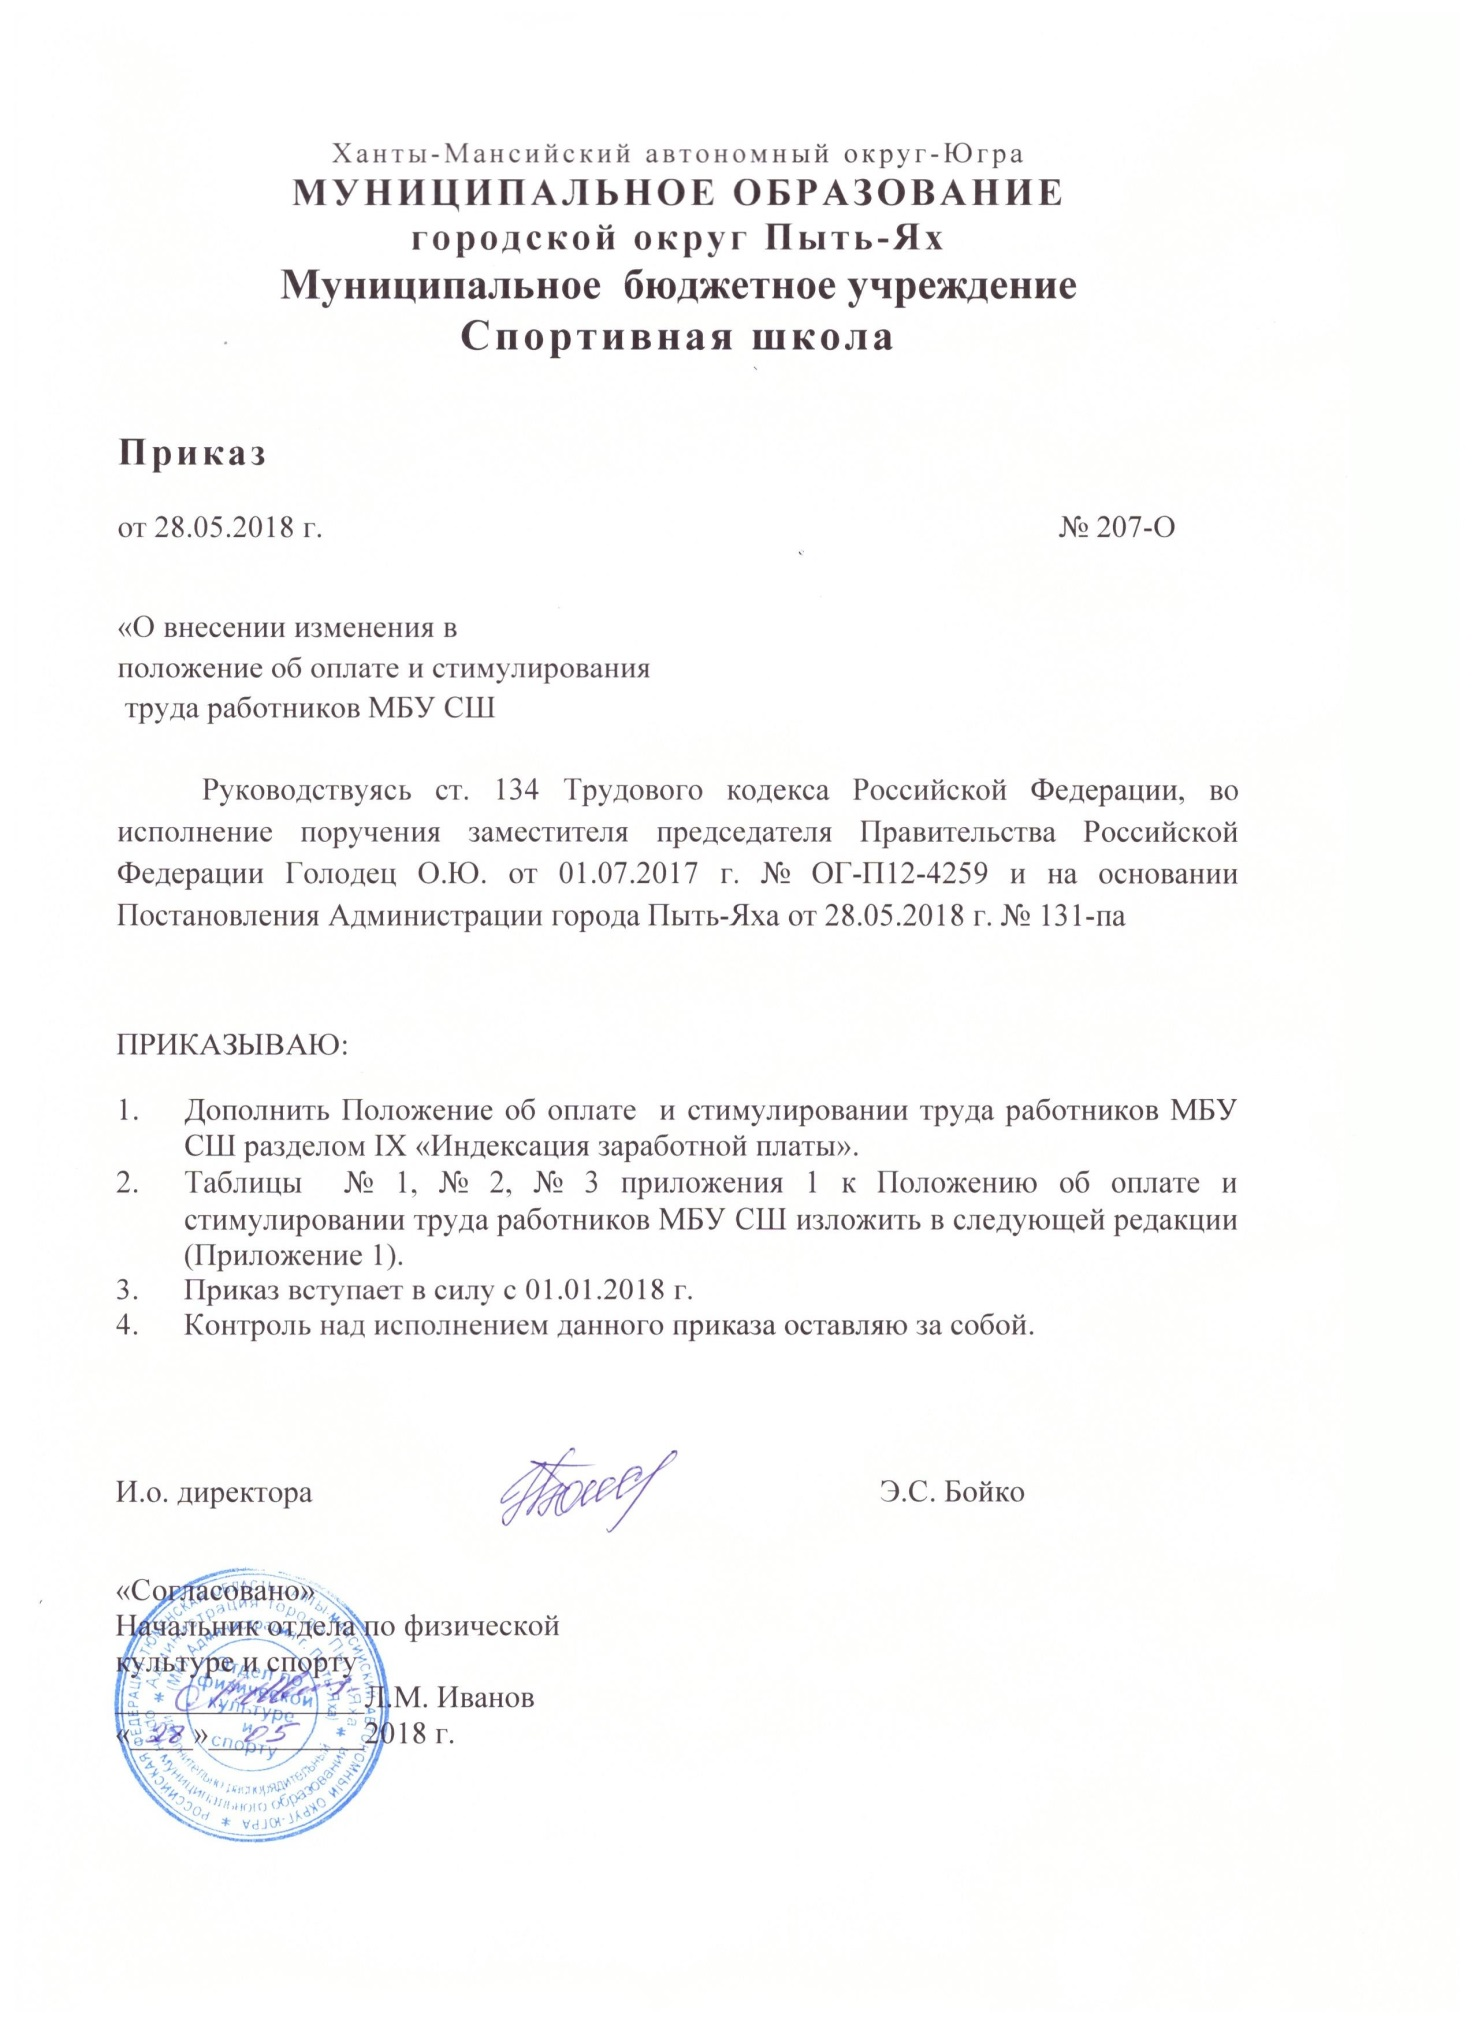 Ханты-Мансийский автономный округ-Югра
МУНИЦИПАЛЬНОЕ ОБРАЗОВАНИЕ
городской округ Пыть-Ях
Муниципальное бюджетное учреждение
Спортивная школа
Приказ
от 28.05.2018 г. № 207-О
«О внесении изменения в
положение об оплате и стимулирования
труда работников МБУ СШ
Руководствуясь ст. 134 Трудового кодекса Российской Федерации, во
исполнение поручения заместителя председателя Правительства Российской
Федерации Голодец О.Ю. от 01.07.2017 г. № ОГ-П12-4259 и на основании
Постановления Администрации города Пыть-Яха от 28.05.2018 г. № 131-па
ПРИКАЗЫВАЮ:
1. Дополнить Положение об оплате и стимулировании труда работников МБУ
СШ разделом IX «Индексация заработной платы».
2. Таблицы № 1, № 2, № 3 приложения 1 к Положению об оплате и
стимулировании труда работников МБУ СШ изложить в следующей редакции
(Приложение 1).
3. Приказ вступает в силу с 01.01.2018 г.
4. Контроль над исполнением данного приказа оставляю за собой.
И.о. директора Э.С. Бойко
«Согласовано»
Начальник отдела по физической
культуре и спорту
Л.М. Иванов
«28» 05 2018 г.
Отдел по
физической
культуре
и
спорту